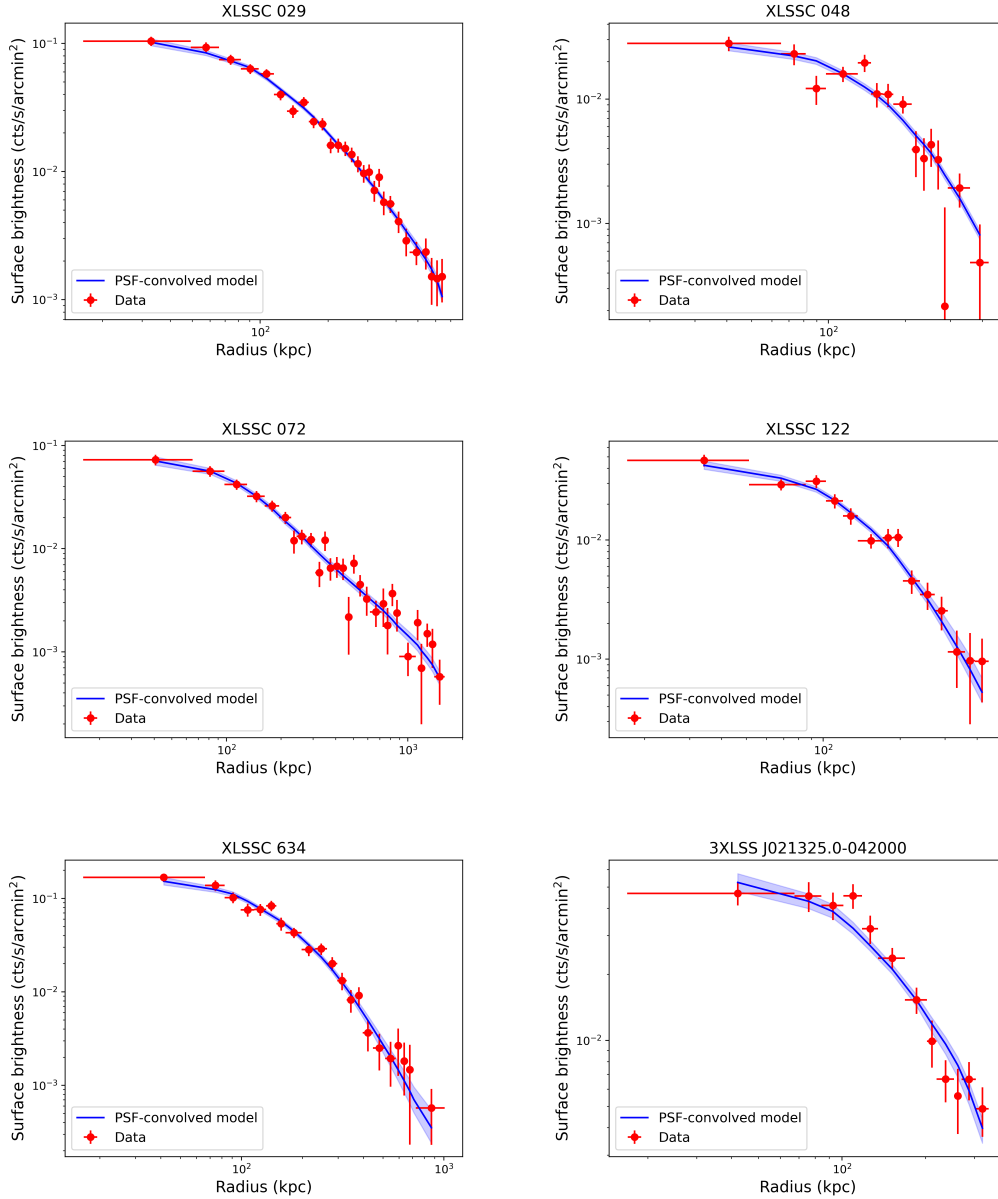 XLSSC 029
10⁻¹
10⁻²
10⁻³
Surface brightness (cts/s/arcmin²)
PSF-convolved model
Data
10²
Radius (kpc)
XLSSC 048
10⁻²
10⁻³
Surface brightness (cts/s/arcmin²)
PSF-convolved model
Data
10²
Radius (kpc)
XLSSC 072
10⁻¹
10⁻²
10⁻³
Surface brightness (cts/s/arcmin²)
PSF-convolved model
Data
10² 10³
Radius (kpc)
XLSSC 122
10⁻²
10⁻³
Surface brightness (cts/s/arcmin²)
PSF-convolved model
Data
10²
Radius (kpc)
XLSSC 634
10⁻¹
10⁻²
10⁻³
Surface brightness (cts/s/arcmin²)
PSF-convolved model
Data
10² 10³
Radius (kpc)
3XLSS J021325.0-042000
10⁻²
Surface brightness (cts/s/arcmin²)
PSF-convolved model
Data
10²
Radius (kpc)